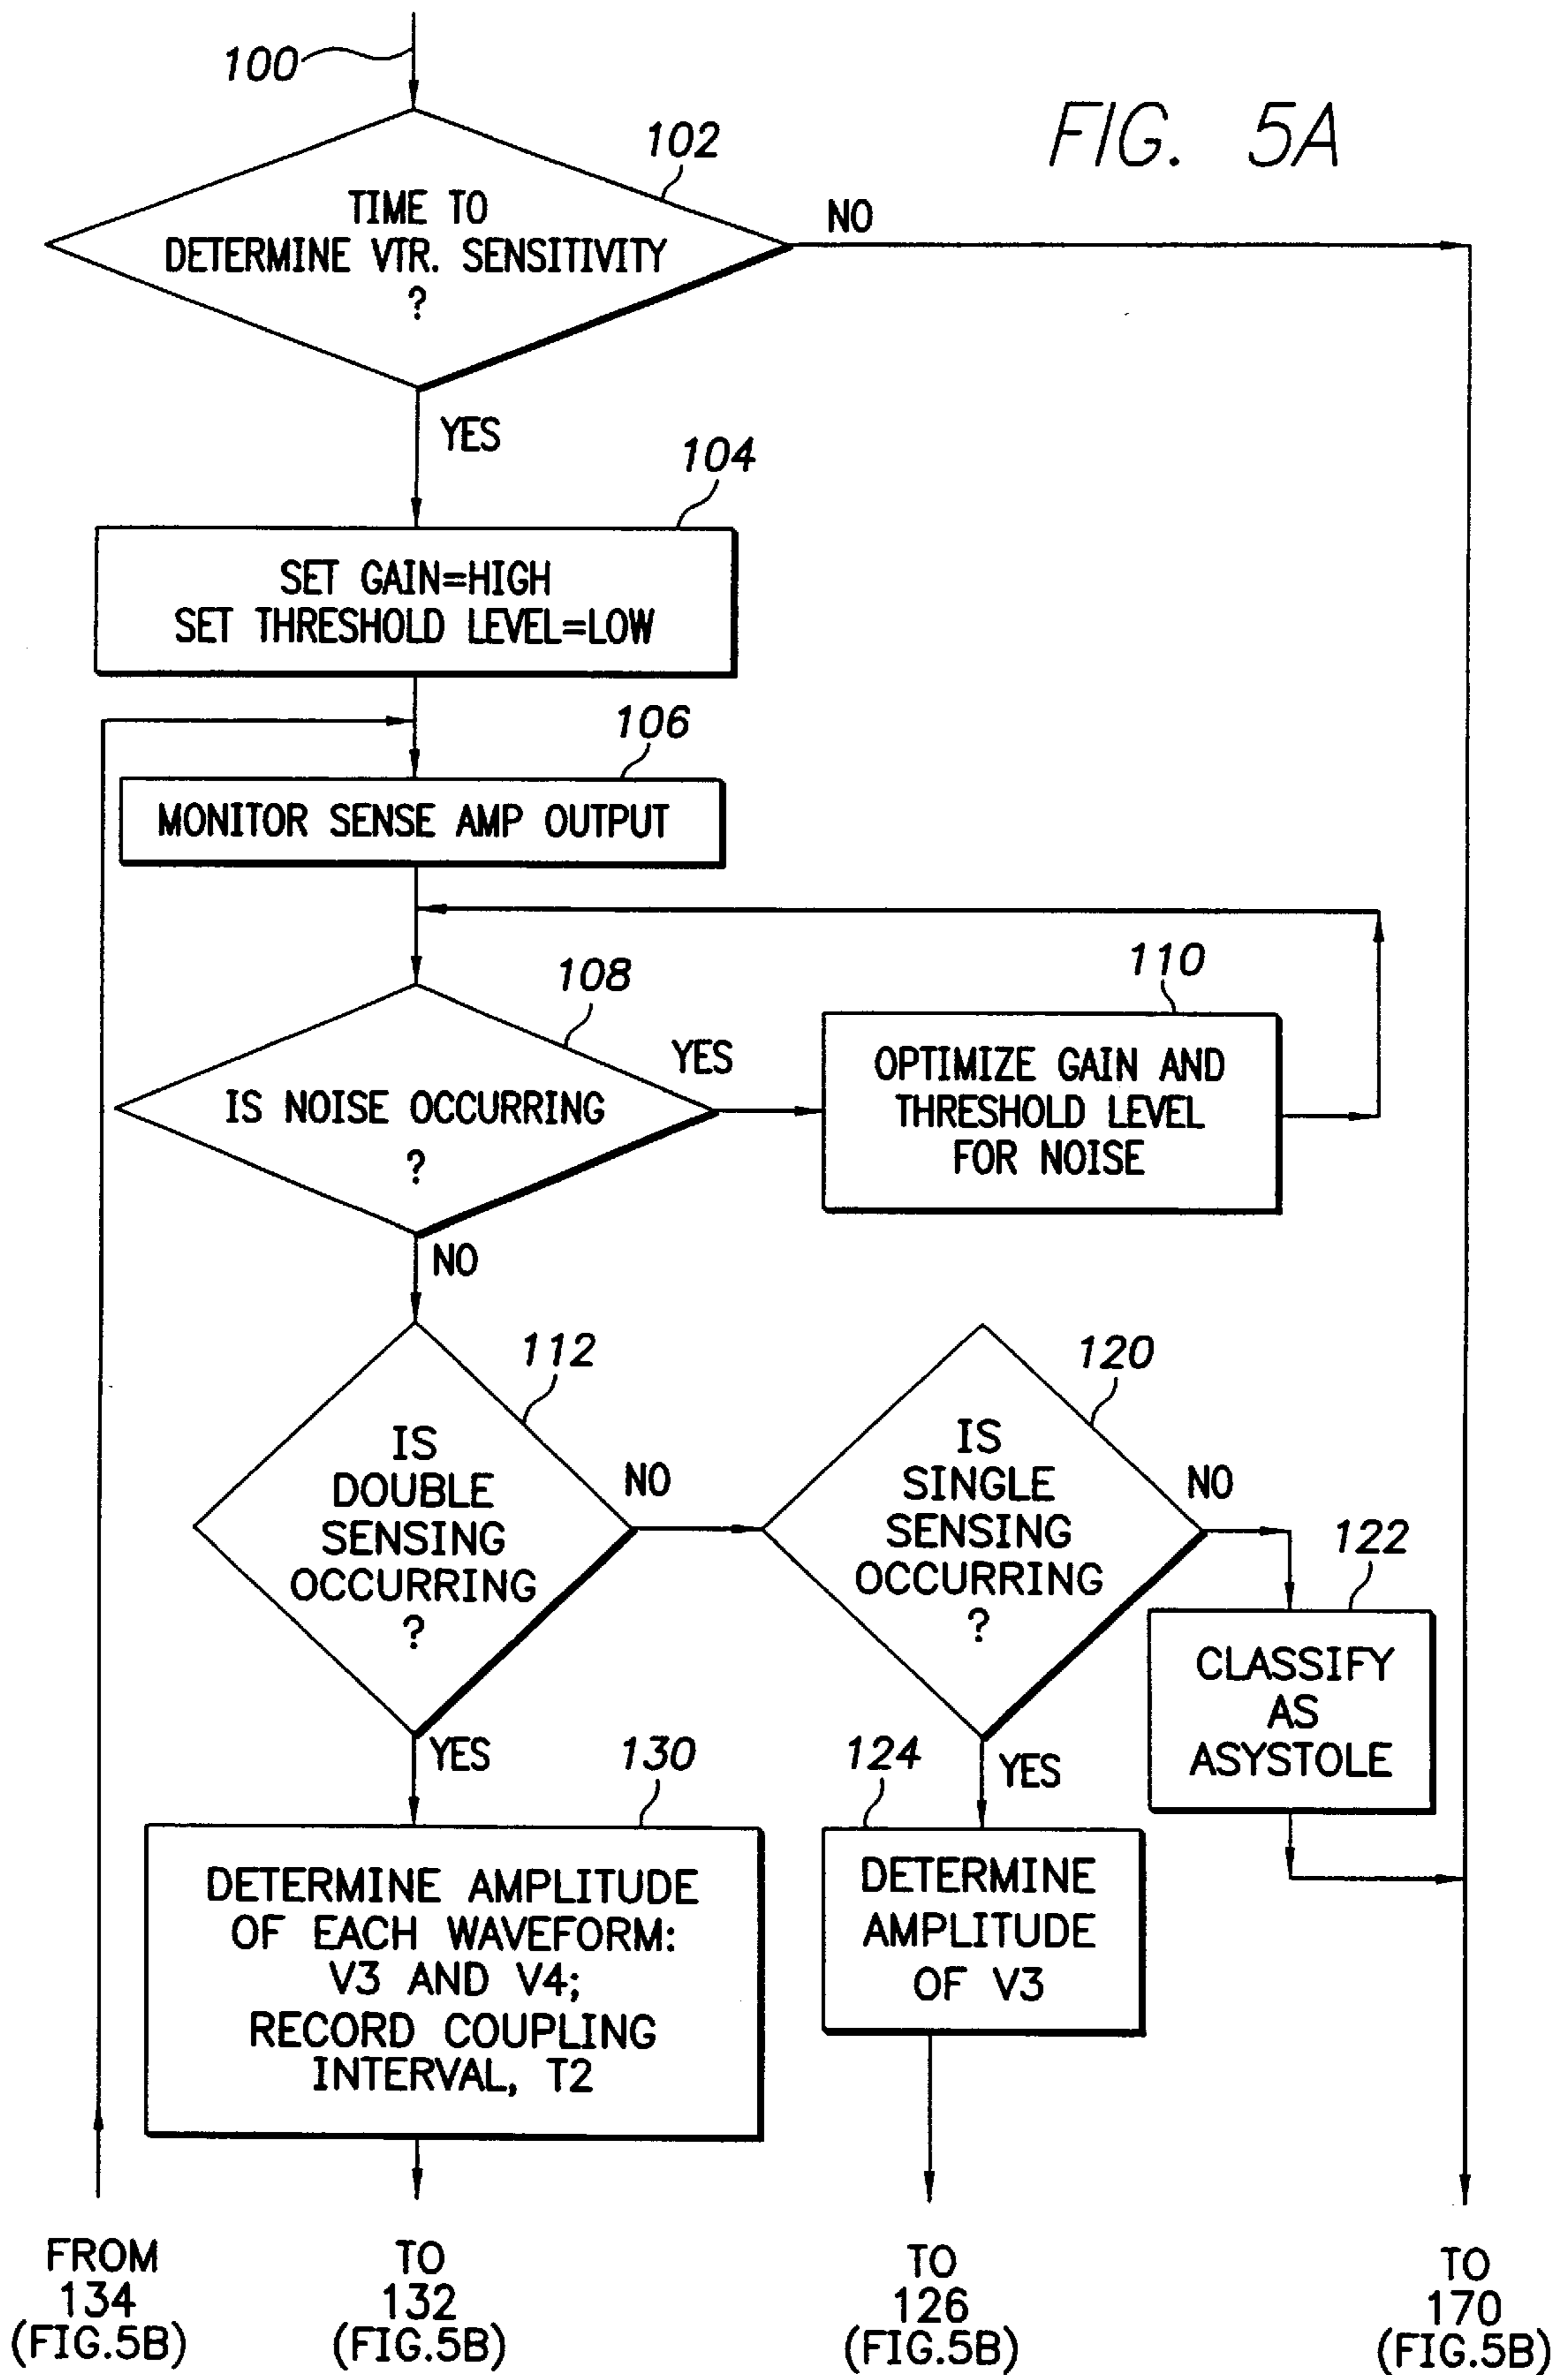 100
FIG. 5A
102
TIME TO
DETERMINE VTR. SENSITIVITY
?
NO
YES
104
SET GAIN=HIGH
SET THRESHOLD LEVEL=LOW
106
MONITOR SENSE AMP OUTPUT
108
IS NOISE OCCURRING
?
YES
110
OPTIMIZE GAIN AND
THRESHOLD LEVEL
FOR NOISE
NO
112
IS
DOUBLE
SENSING
OCCURRING
?
NO
120
IS
SINGLE
SENSING
OCCURRING
?
NO
122
CLASSIFY
AS
ASYSTOLE
YES
130
DETERMINE AMPLITUDE
OF EACH WAVEFORM:
V3 AND V4;
RECORD COUPLING
INTERVAL, T2
124
YES
DETERMINE
AMPLITUDE
OF V3
FROM
134
(FIG.5B)
TO
132
(FIG.5B)
TO
126
(FIG.5B)
TO
170
(FIG.5B)